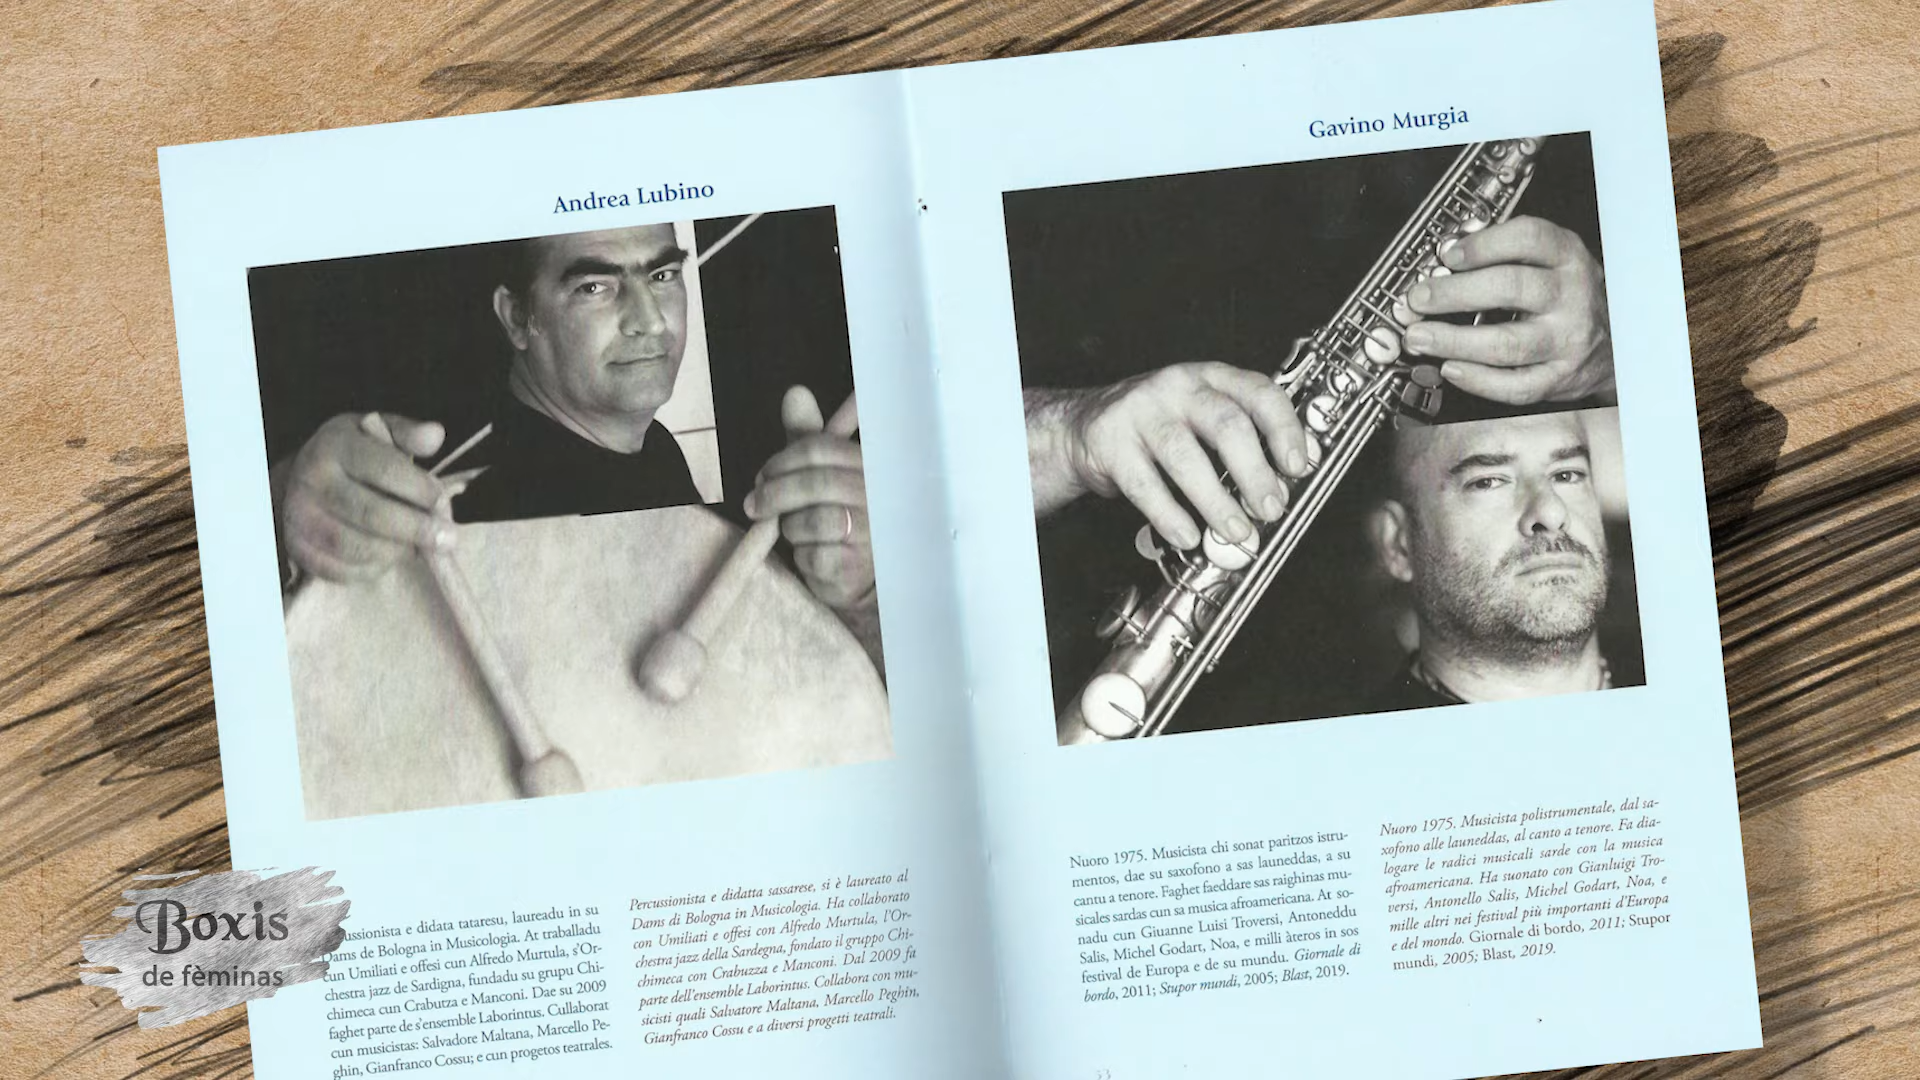 Andrea Lubino
ussionista e didata tataresu, laureadu in su
Dams de Bologna in Musicologia. At traballadu
cun Umiliati e offesi cun Alfredo Murtula, s'Or-
chestra jazz de Sardigna, fundadu su grupu Chi-
chimeca cun Crabutza e Manconi. Dae su 2009
faghet parte de s'ensemble Laborintus. Cullaborat
cun musicistas: Salvadore Maltana, Marcello Pe-
ghin, Gianfranco Cossu; e cun progetos teatrales.
Percussionista e didatta sassarese, si è laureato al
Dams di Bologna in Musicologia. Ha collaborato
con Umiliati e offesi con Alfredo Murtula, l'Or-
chestra jazz della Sardegna, fondato il gruppo Chi-
chimeca con Crabuzza e Manconi. Dal 2009 fa
parte dell'ensemble Laborintus. Collabora con mu-
sicisti quali Salvatore Maltana, Marcello Peghin,
Gianfranco Cossu e a diversi progetti teatrali.
Gavino Murgia
Nuoro 1975. Musicista chi sonat paritzos istru-
mentos, dae su saxofono a sas launeddas, a su
cantu a tenore. Faghet faeddare sas raighinas mu-
sicales sardas cun sa musica afroamericana. At so-
nadu cun Giuanne Luisi Troversi, Antoneddu
Salis, Michel Godart, Noa, e milli àteros in sos
festival de Europa e de su mundu. Giornale di
bordo, 2011; Stupor mundi, 2005; Blast, 2019.
Nuoro 1975. Musicista polistrumentale, dal sa-
xofono alle launeddas, al canto a tenore. Fa dia-
logare le radici musicali sarde con la musica
afroamericana. Ha suonato con Gianluigi Tro-
versi, Antonello Salis, Michel Godart, Noa, e
mille altri nei festival più importanti d'Europa
e del mondo. Giornale di bordo, 2011; Stupor
mundi, 2005; Blast, 2019.
33
Boxis
de fèminas